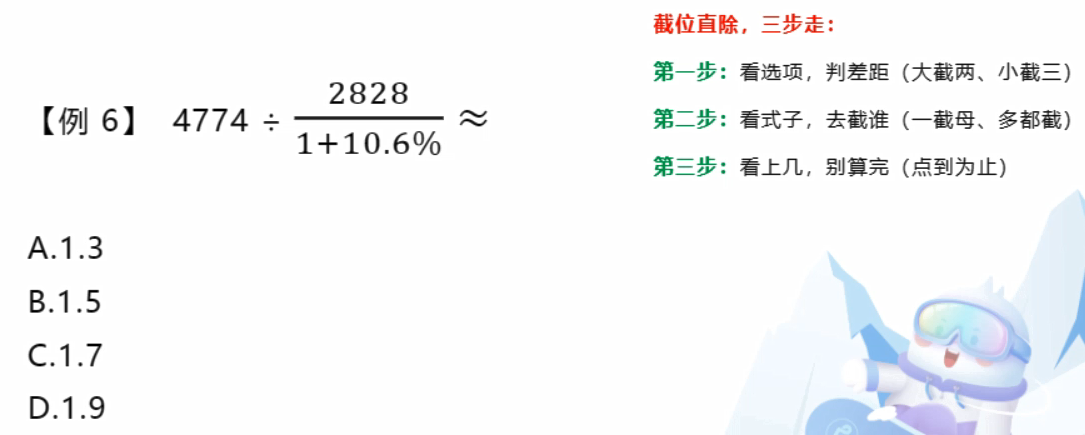 【例 6】 4774 ÷ 2828/(1+10.6%) ≈
A.1.3
B.1.5
C.1.7
D.1.9
截位直除，三步走：
第一步：看选项，判差距（大截两、小截三）
第二步：看式子，去截谁（一截母、多都截）
第三步：看上几，别算完（点到为止）